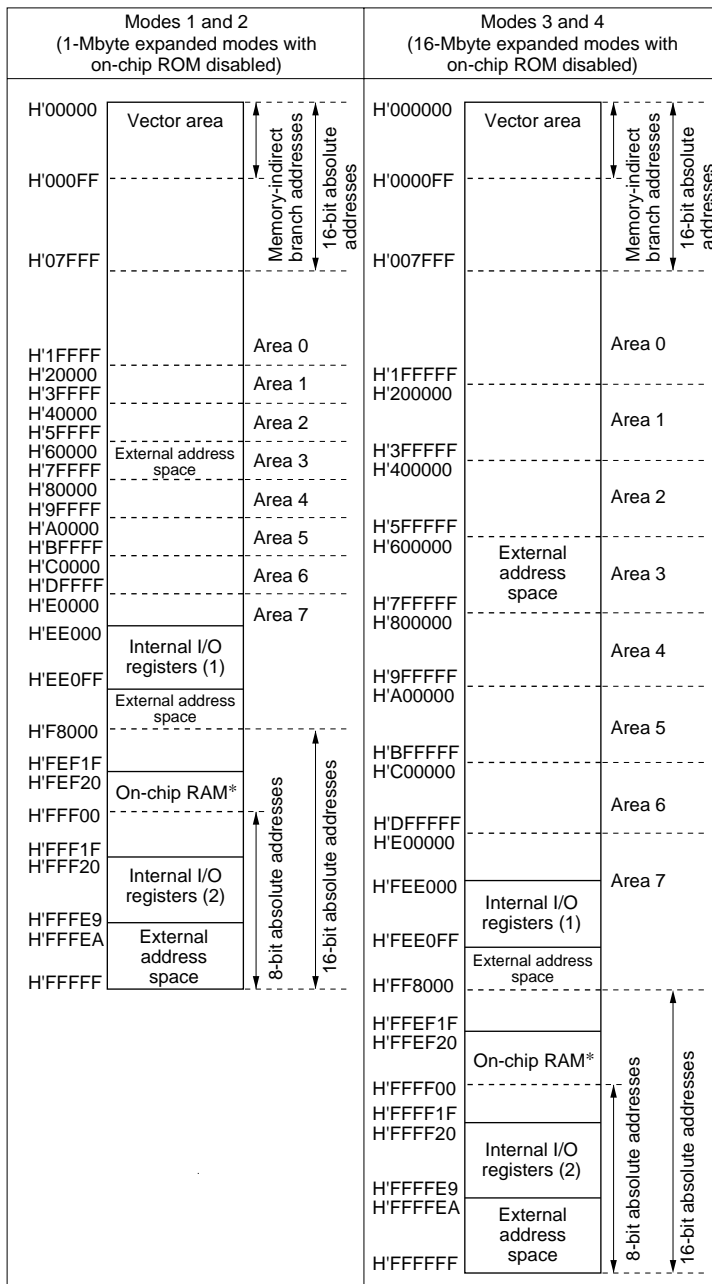 Modes 1 and 2
(1-Mbyte expanded modes with
on-chip ROM disabled)
H'00000
Vector area
H'000FF
H'07FFF
Memory-indirect
branch addresses
16-bit absolute
addresses
H'1FFFF
H'20000
H'3FFFF
H'40000
H'5FFFF
H'60000
H'7FFFF
H'80000
H'9FFFF
H'A0000
H'BFFFF
H'C0000
H'DFFFF
H'E0000
External address
space
Area 0
Area 1
Area 2
Area 3
Area 4
Area 5
Area 6
Area 7
H'EE000
Internal I/O
registers (1)
H'EE0FF
External address
space
H'F8000
H'FEF1F
H'FEF20
On-chip RAM*
H'FFF00
H'FFF1F
H'FFF20
Internal I/O
registers (2)
H'FFFE9
H'FFFEA
External
address
space
H'FFFFF
8-bit absolute addresses
16-bit absolute addresses
Modes 3 and 4
(16-Mbyte expanded modes with
on-chip ROM disabled)
H'000000
Vector area
H'0000FF
H'007FFF
Memory-indirect
branch addresses
16-bit absolute
addresses
H'1FFFFF
H'200000
H'3FFFFF
H'400000
H'5FFFFF
H'600000
H'7FFFFF
H'800000
H'9FFFFF
H'A00000
H'BFFFFF
H'C00000
H'DFFFFF
H'E00000
External
address
space
Area 0
Area 1
Area 2
Area 3
Area 4
Area 5
Area 6
Area 7
H'FEE000
Internal I/O
registers (1)
H'FEE0FF
External address
space
H'FF8000
H'FFEF1F
H'FFEF20
On-chip RAM*
H'FFFF00
H'FFFF1F
H'FFFF20
Internal I/O
registers (2)
H'FFFFE9
H'FFFFEA
External
address
space
H'FFFFFF
8-bit absolute addresses
16-bit absolute addresses